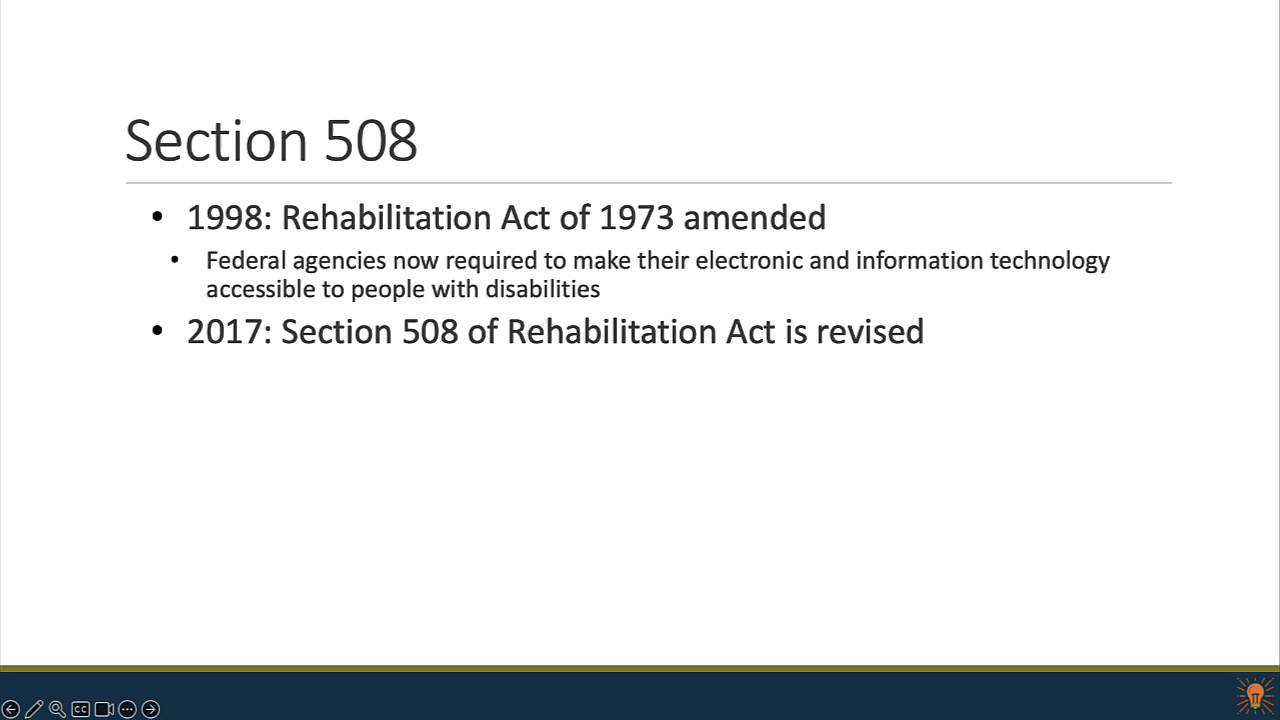 Section 508
• 1998: Rehabilitation Act of 1973 amended
• Federal agencies now required to make their electronic and information technology
accessible to people with disabilities
• 2017: Section 508 of Rehabilitation Act is revised
CC